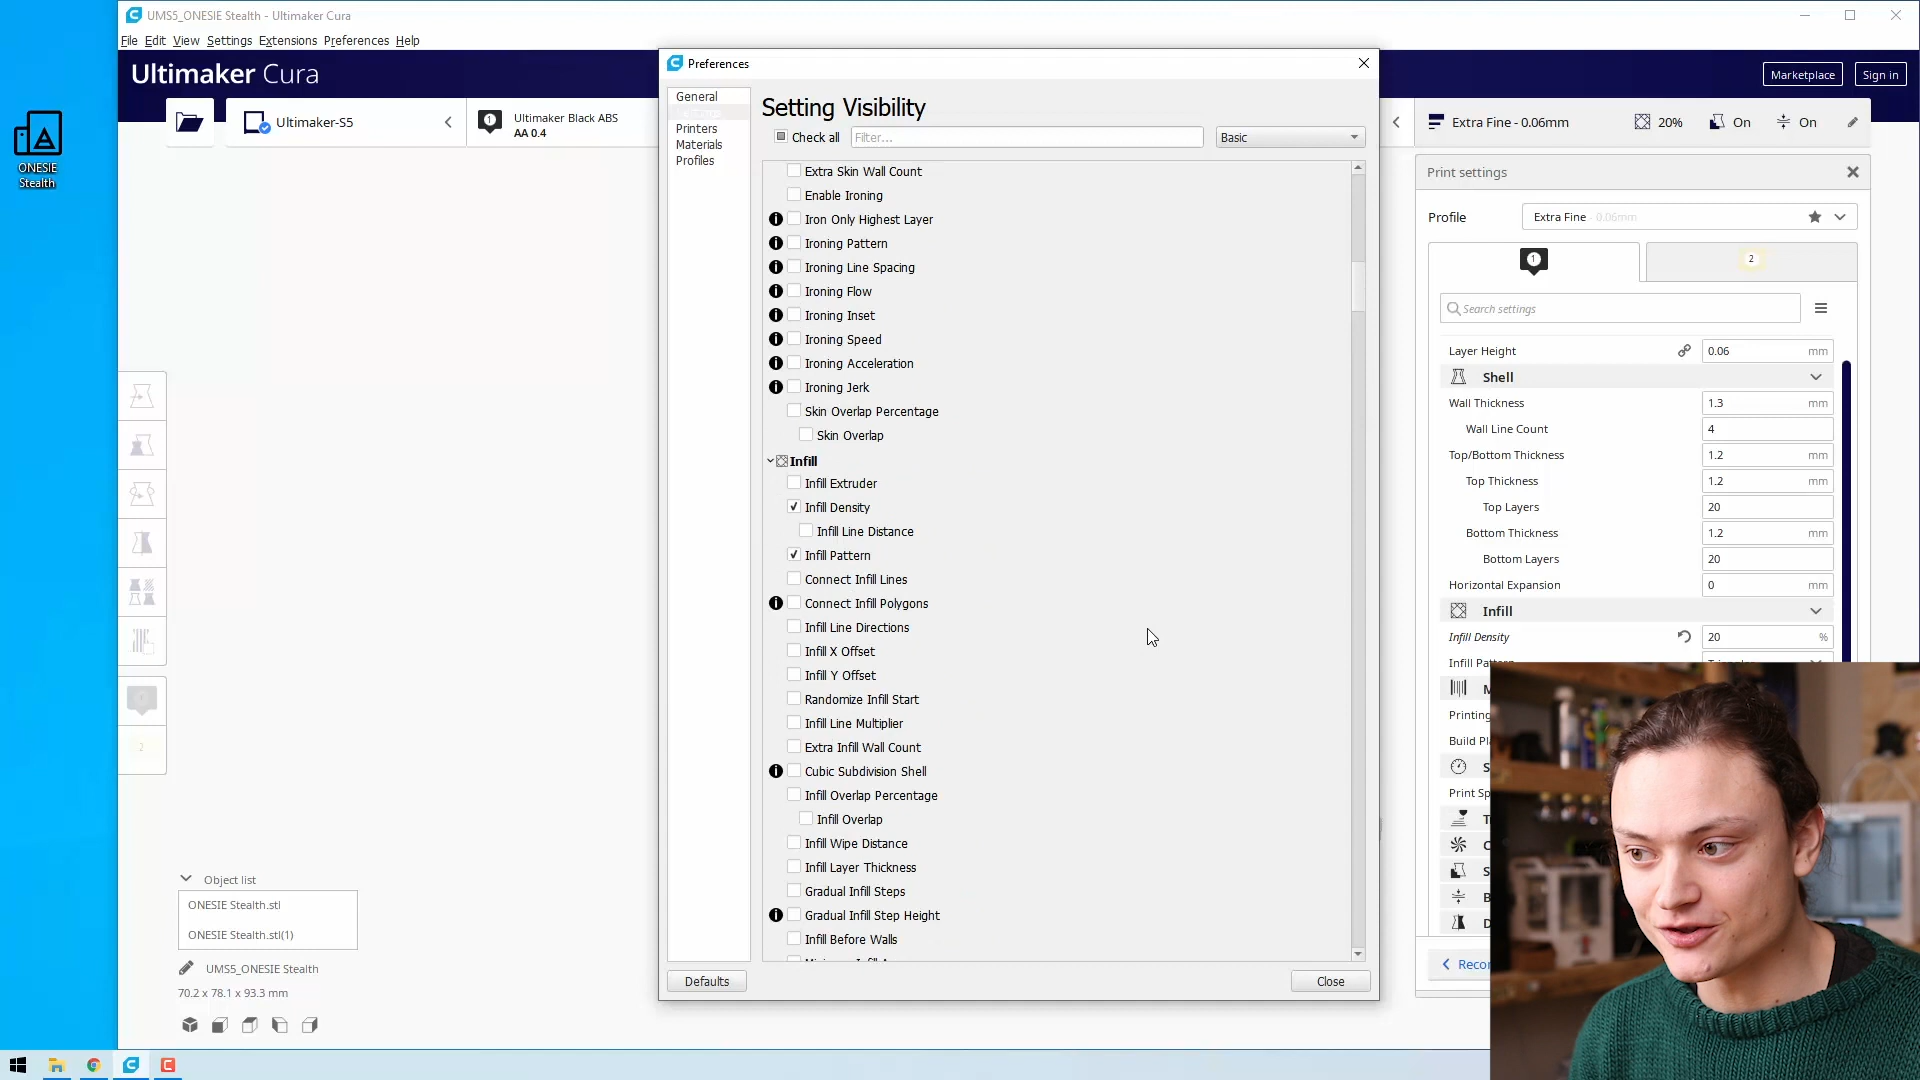 UMS5_ONESIE Stealth - Ultimaker Cura
File Edit View Settings Extensions Preferences Help
Ultimaker Cura
Marketplace
Sign in
ONESIE
Stealth
Ultimaker-S5
1
Ultimaker Black ABS
AA 0.4
Extra Fine - 0.06mm
20%
On
On
Preferences
General
Printers
Materials
Profiles
Setting Visibility
Check all
Filter...
Basic
Extra Skin Wall Count
Enable Ironing
Iron Only Highest Layer
Ironing Pattern
Ironing Line Spacing
Ironing Flow
Ironing Inset
Ironing Speed
Ironing Acceleration
Ironing Jerk
Skin Overlap Percentage
Skin Overlap
Infill
Infill Extruder
Infill Density
Infill Line Distance
Infill Pattern
Connect Infill Lines
Connect Infill Polygons
Infill Line Directions
Infill X Offset
Infill Y Offset
Randomize Infill Start
Infill Line Multiplier
Extra Infill Wall Count
Cubic Subdivision Shell
Infill Overlap Percentage
Infill Overlap
Infill Wipe Distance
Infill Layer Thickness
Gradual Infill Steps
Gradual Infill Step Height
Infill Before Walls
Defaults
Close
Print settings
Profile
Extra Fine - 0.06mm
1
2
Search settings
Layer Height 0.06 mm
Shell
Wall Thickness 1.3 mm
Wall Line Count 4
Top/Bottom Thickness 1.2 mm
Top Thickness 1.2 mm
Top Layers 20
Bottom Thickness 1.2 mm
Bottom Layers 20
Horizontal Expansion 0 mm
Infill
Infill Density 20 %
Infill
Printing
Build
Print
2
Object list
ONESIE Stealth.stl
ONESIE Stealth.stl(1)
UMS5_ONESIE Stealth
70.2 x 78.1 x 93.3 mm